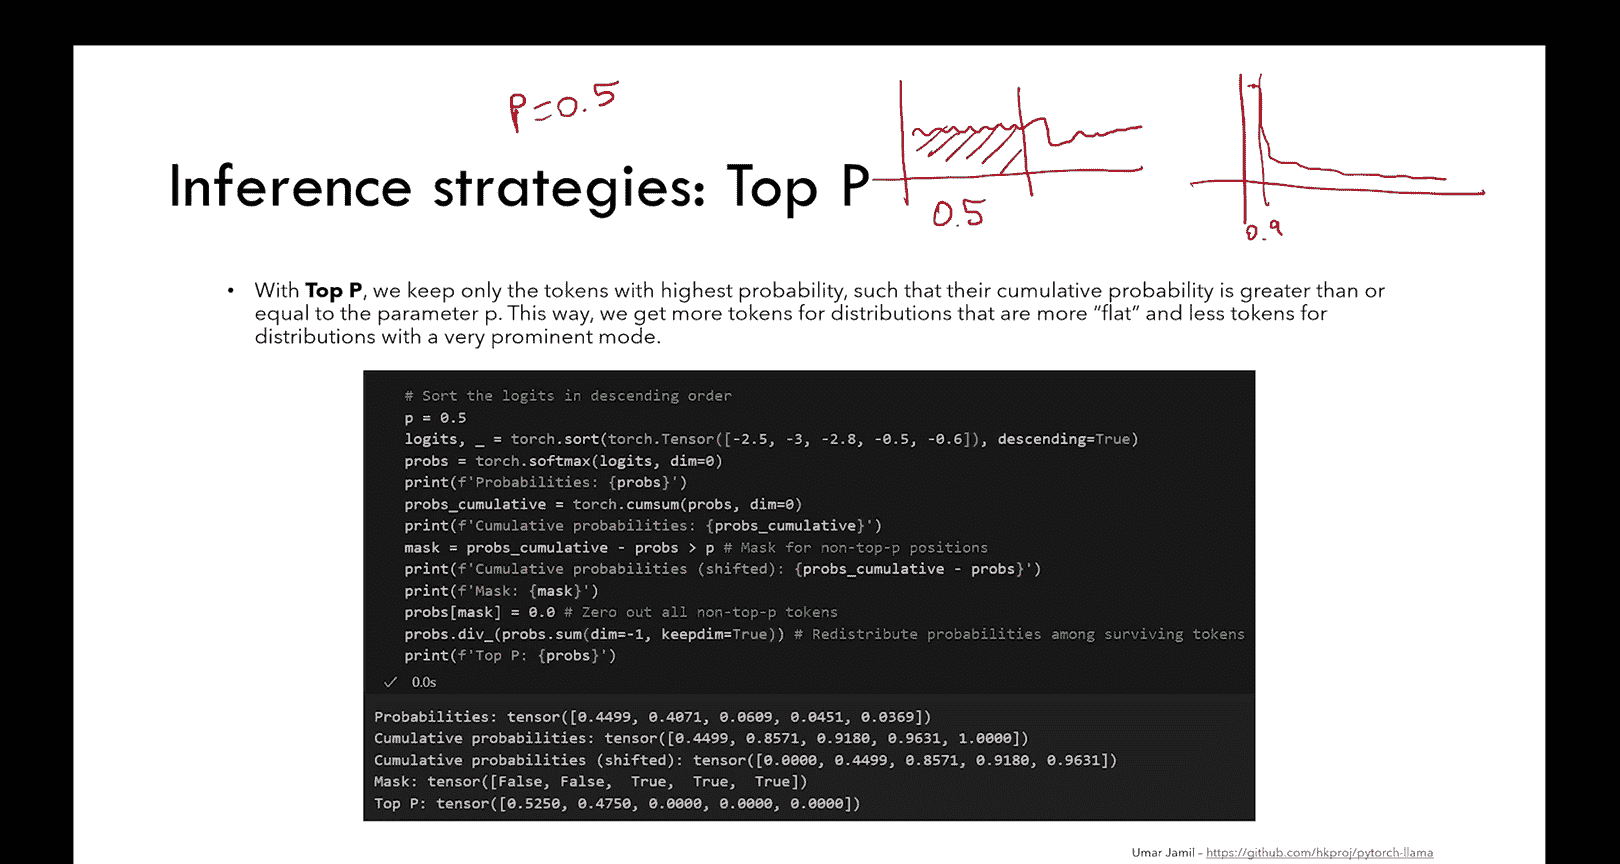 P=0.5
Inference strategies: Top P
0.5
0.9
• With Top P, we keep only the tokens with highest probability, such that their cumulative probability is greater than or
equal to the parameter p. This way, we get more tokens for distributions that are more “flat” and less tokens for
distributions with a very prominent mode.
# Sort the logits in descending order
p = 0.5
logits, _ = torch.sort(torch.Tensor([-2.5, -3, -2.8, -0.5, -0.6]), descending=True)
probs = torch.softmax(logits, dim=0)
print(f'Probabilities: {probs}')
probs_cumulative = torch.cumsum(probs, dim=0)
print(f'Cumulative probabilities: {probs_cumulative}')
mask = probs_cumulative - probs > p # Mask for non-top-p positions
print(f'Cumulative probabilities (shifted): {probs_cumulative - probs}')
print(f'Mask: {mask}')
probs[mask] = 0.0 # Zero out all non-top-p tokens
probs.div_(probs.sum(dim=-1, keepdim=True)) # Redistribute probabilities among surviving tokens
print(f'Top P: {probs}')
✓ 0.0s
Probabilities: tensor([0.4499, 0.4071, 0.0609, 0.0451, 0.0369])
Cumulative probabilities: tensor([0.4499, 0.8571, 0.9180, 0.9631, 1.0000])
Cumulative probabilities (shifted): tensor([0.0000, 0.4499, 0.8571, 0.9180, 0.9631])
Mask: tensor([False, False, True, True, True])
Top P: tensor([0.5250, 0.4750, 0.0000, 0.0000, 0.0000])
Umar Jamil – https://github.com/hkproj/pytorch-llama